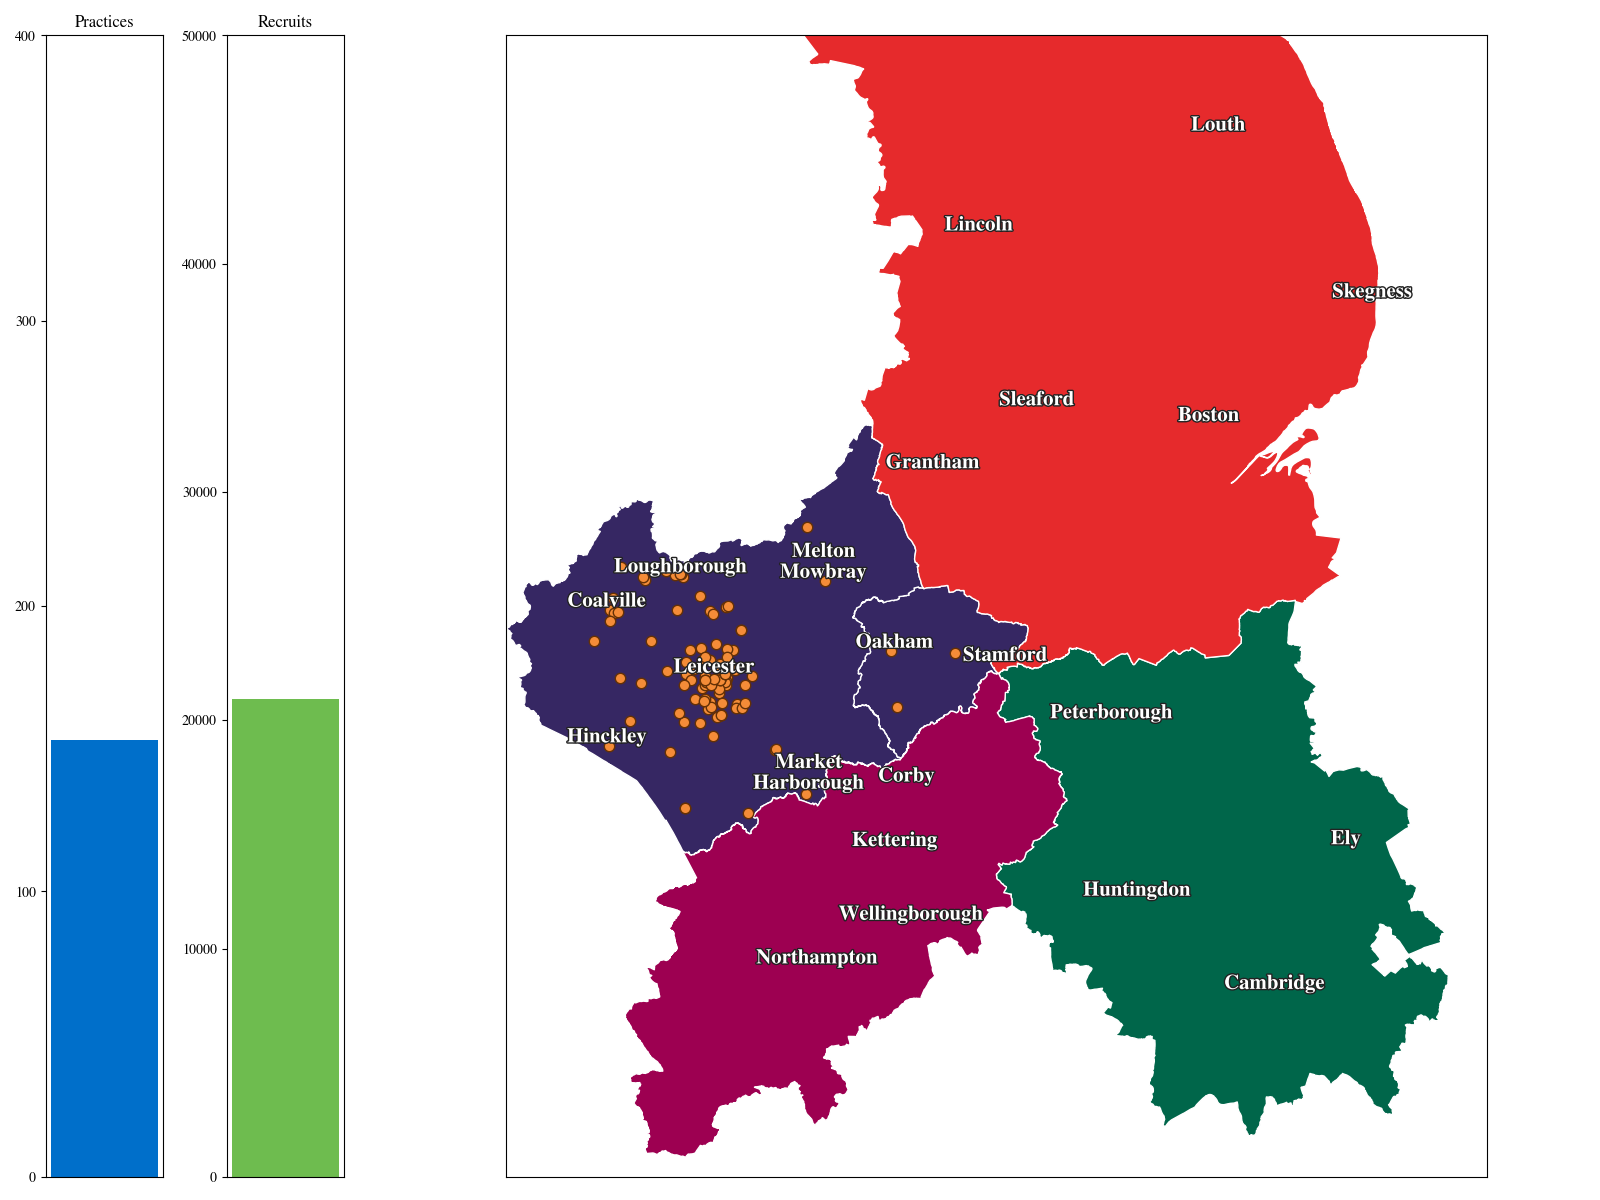 Practices
Recruits
400
300
200
100
0
50000
40000
30000
20000
10000
0
Louth
Lincoln
Skegness
Sleaford
Boston
Grantham
Melton
Mowbray
Loughborough
Coalville
Oakham
Stamford
Leicester
Peterborough
Hinckley
Market
Harborough
Corby
Kettering
Ely
Huntingdon
Wellingborough
Northampton
Cambridge